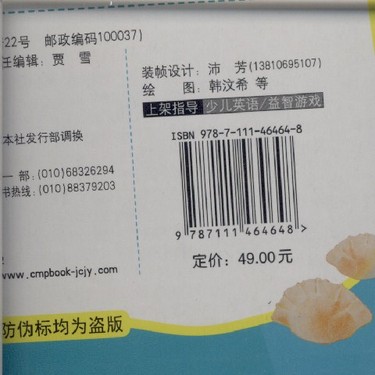 22号 邮政编码100037)
任编辑: 贾 雪
装帧设计: 沛 芳(13810695107)
绘 图: 韩汶希 等
上架指导 少儿英语/益智游戏
本社发行部调换
一部: (010)68326294
书热线: (010)88379203
ISBN 978-7-111-46464-8
9 787111 464648 >
定价: 49.00元
www.cmpbook-jcjy.com
防伪标均为盗版